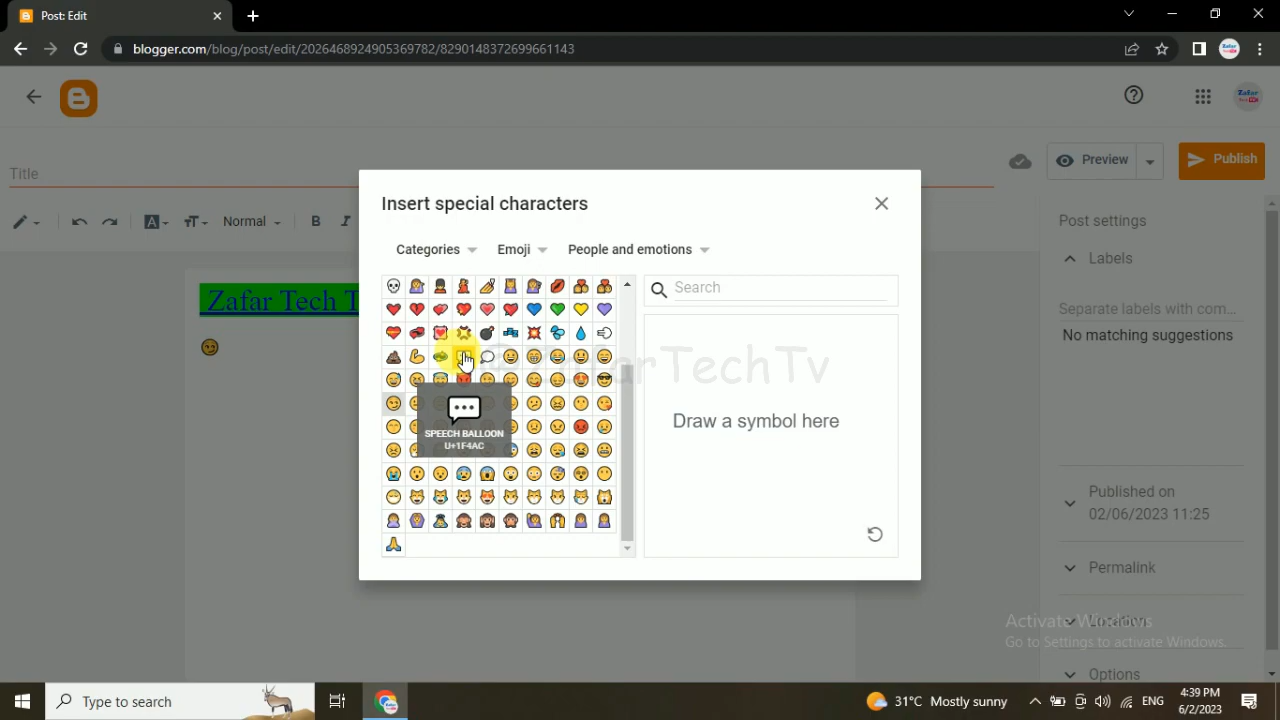 Post: Edit
blogger.com/blog/post/edit/2026468924905369782/8290148372699661143
Title
Preview
Publish
Normal
B
I
Insert special characters
Categories
Emoji
People and emotions
Search
Draw a symbol here
SPEECH BALLOON
U+1F4AC
Zafar Tech T
Post settings
Labels
Separate labels with com...
No matching suggestions
Published on
02/06/2023 11:25
Permalink
Location
Options
Activate Windows
Go to Settings to activate Windows.
Type to search
31°C Mostly sunny
ENG
4:39 PM
6/2/2023